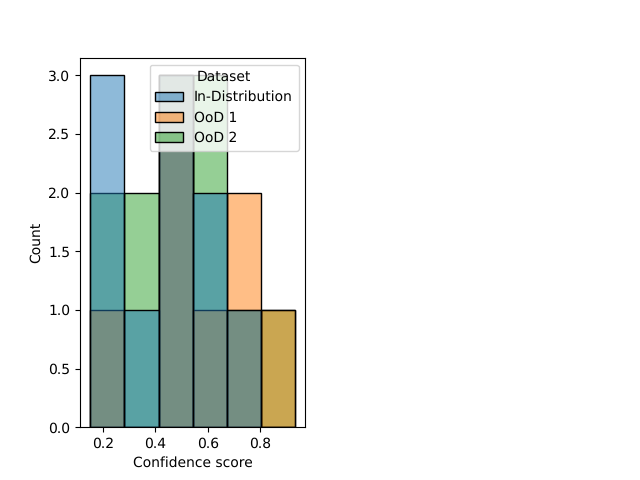 Dataset
In-Distribution
OoD 1
OoD 2
3.0
2.5
2.0
1.5
1.0
0.5
0.0
Count
0.2 0.4 0.6 0.8
Confidence score